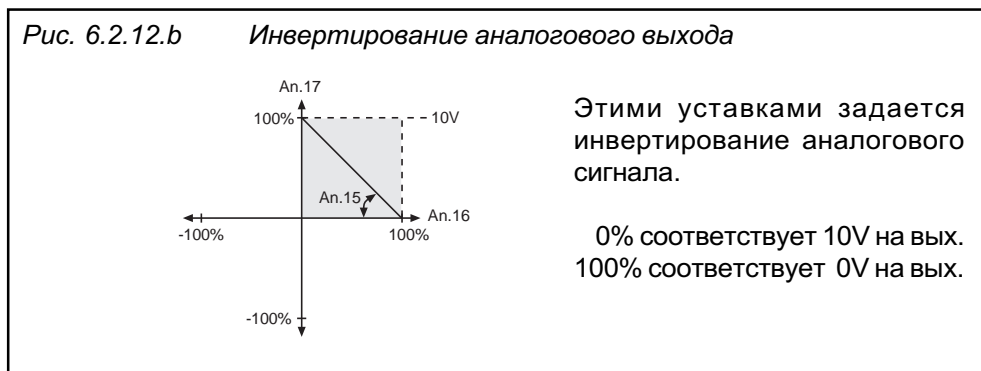 Рис. 6.2.12.b Инвертирование аналогового выхода
An.17
100%
10V
An.15
An.16
-100%
100%
-100%
Этими уставками задается
инвертирование аналогового
сигнала.
0% соответствует 10V на вых.
100% соответствует 0V на вых.